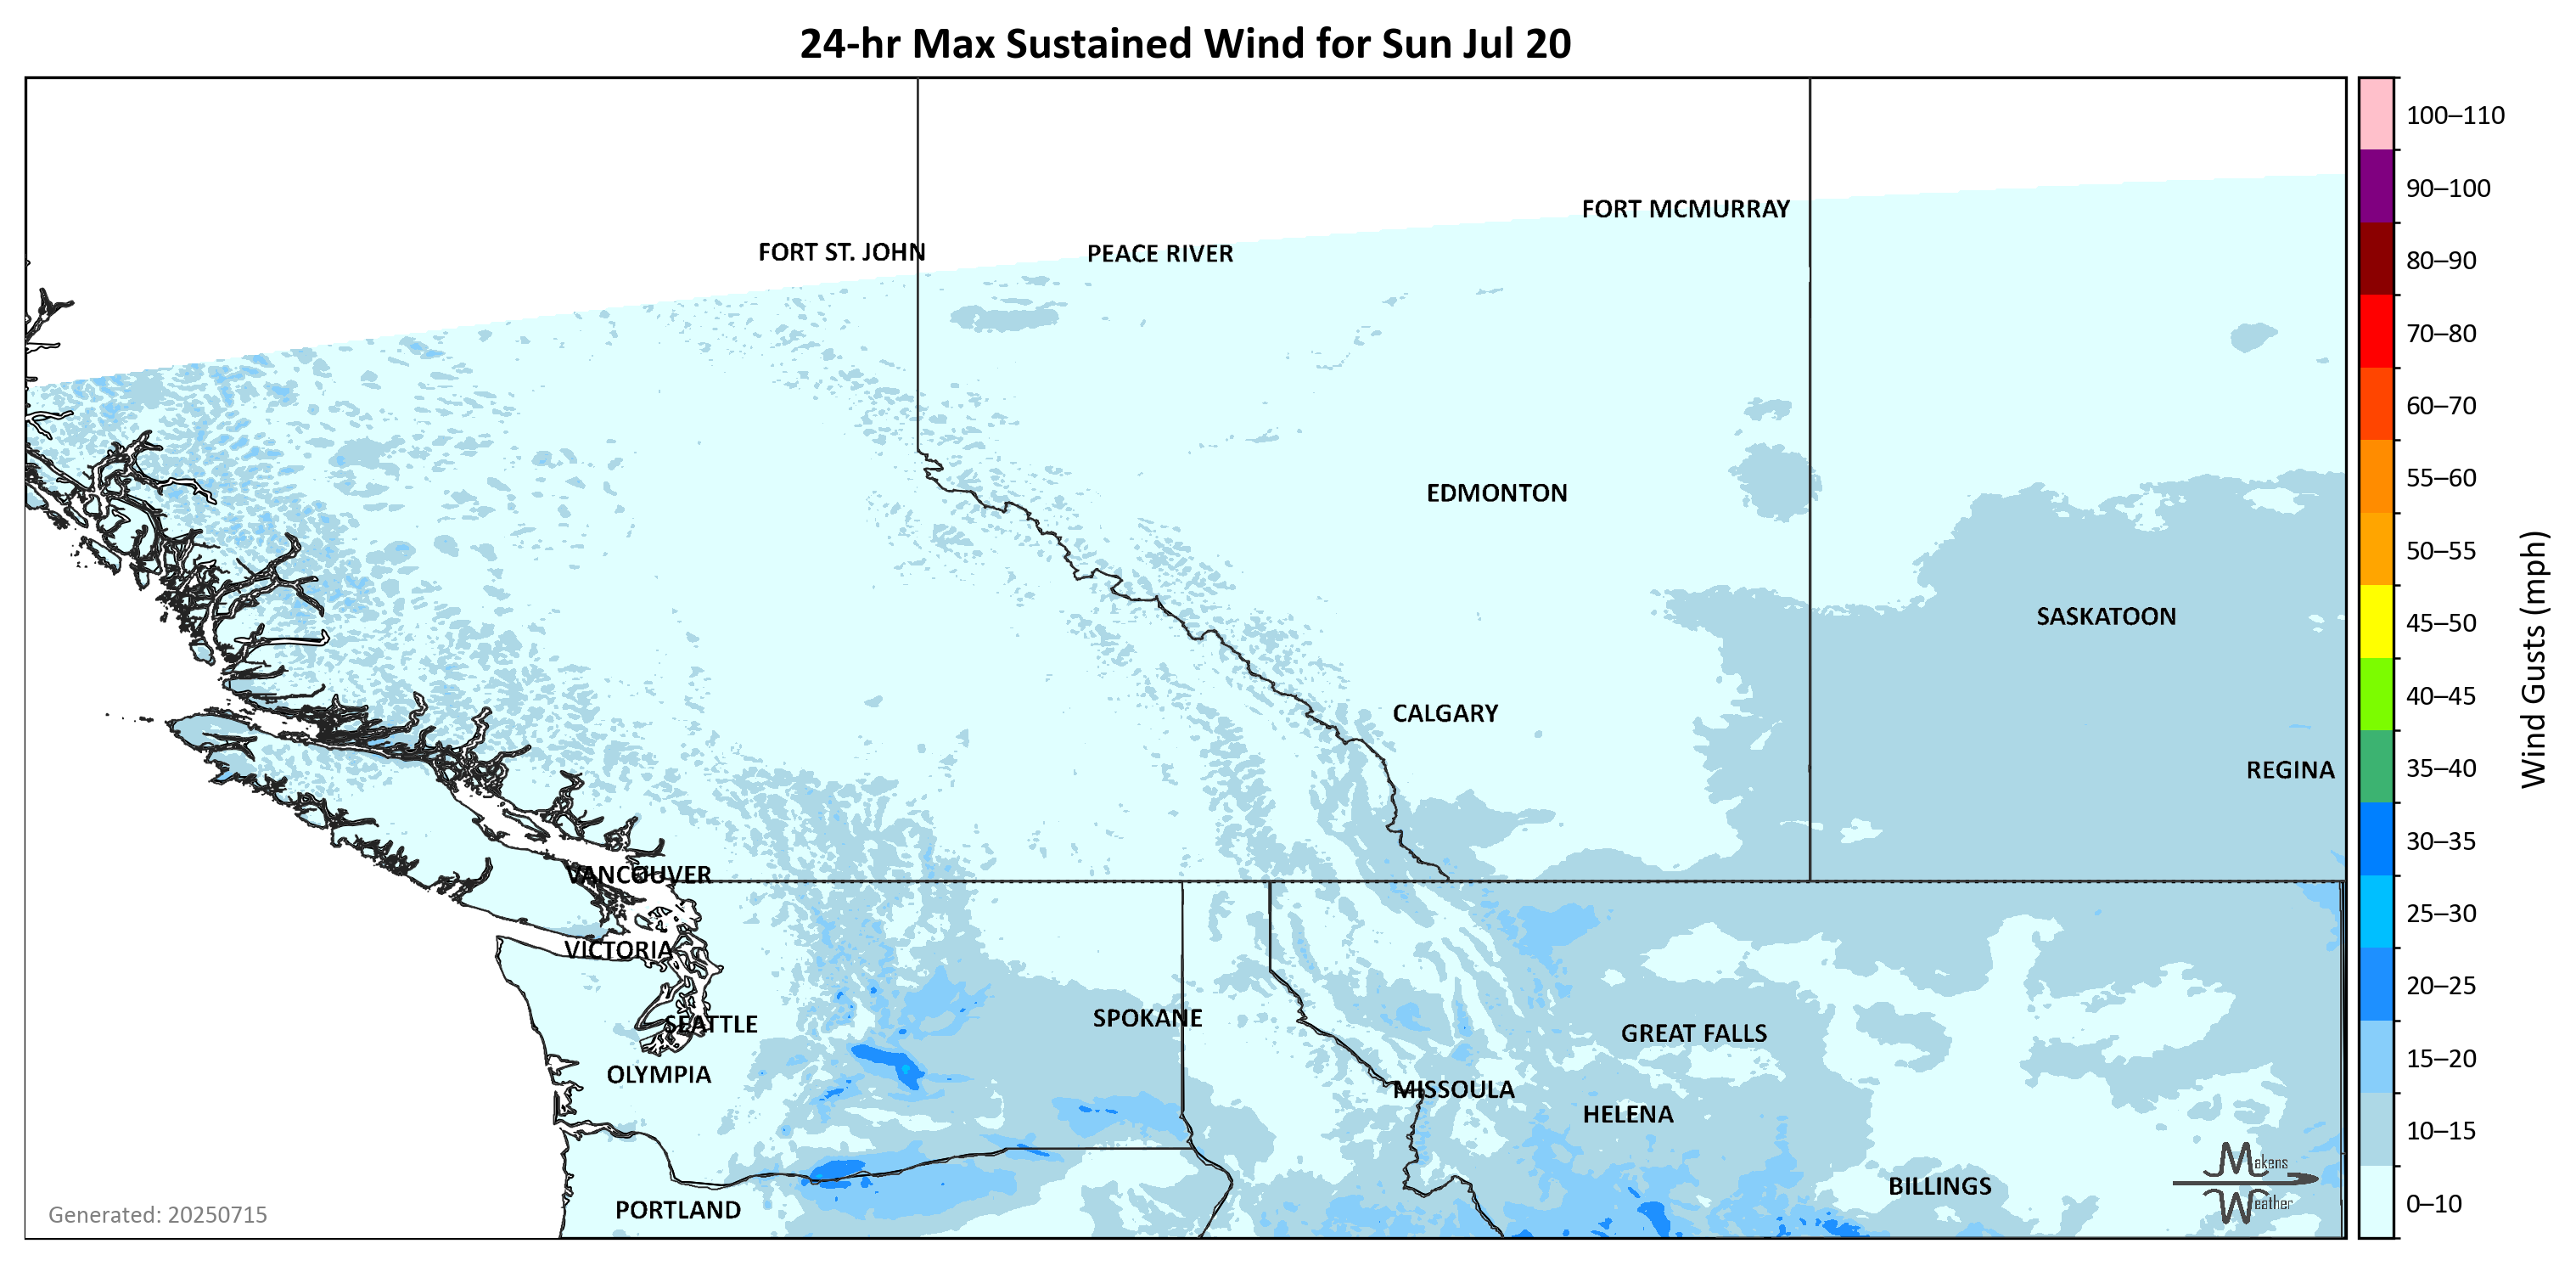 24-hr Max Sustained Wind for Sun Jul 20
100–110
90–100
FORT MCMURRAY
FORT ST. JOHN
PEACE RIVER
80–90
70–80
60–70
EDMONTON
55–60
50–55
SASKATOON
45–50
40–45
CALGARY
REGINA
35–40
Wind Gusts (mph)
30–35
VANCOUVER
25–30
VICTORIA
20–25
SEATTLE
SPOKANE
GREAT FALLS
15–20
OLYMPIA
MISSOULA
HELENA
10–15
Makens
Weather
BILLINGS
0–10
PORTLAND
Generated: 20250715